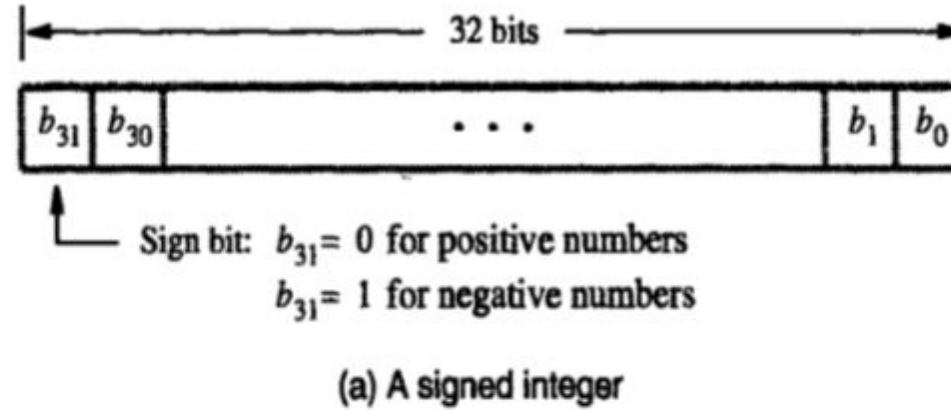 32 bits
b31 b30 . . . b1 b0
Sign bit: b31= 0 for positive numbers
b31= 1 for negative numbers
(a) A signed integer